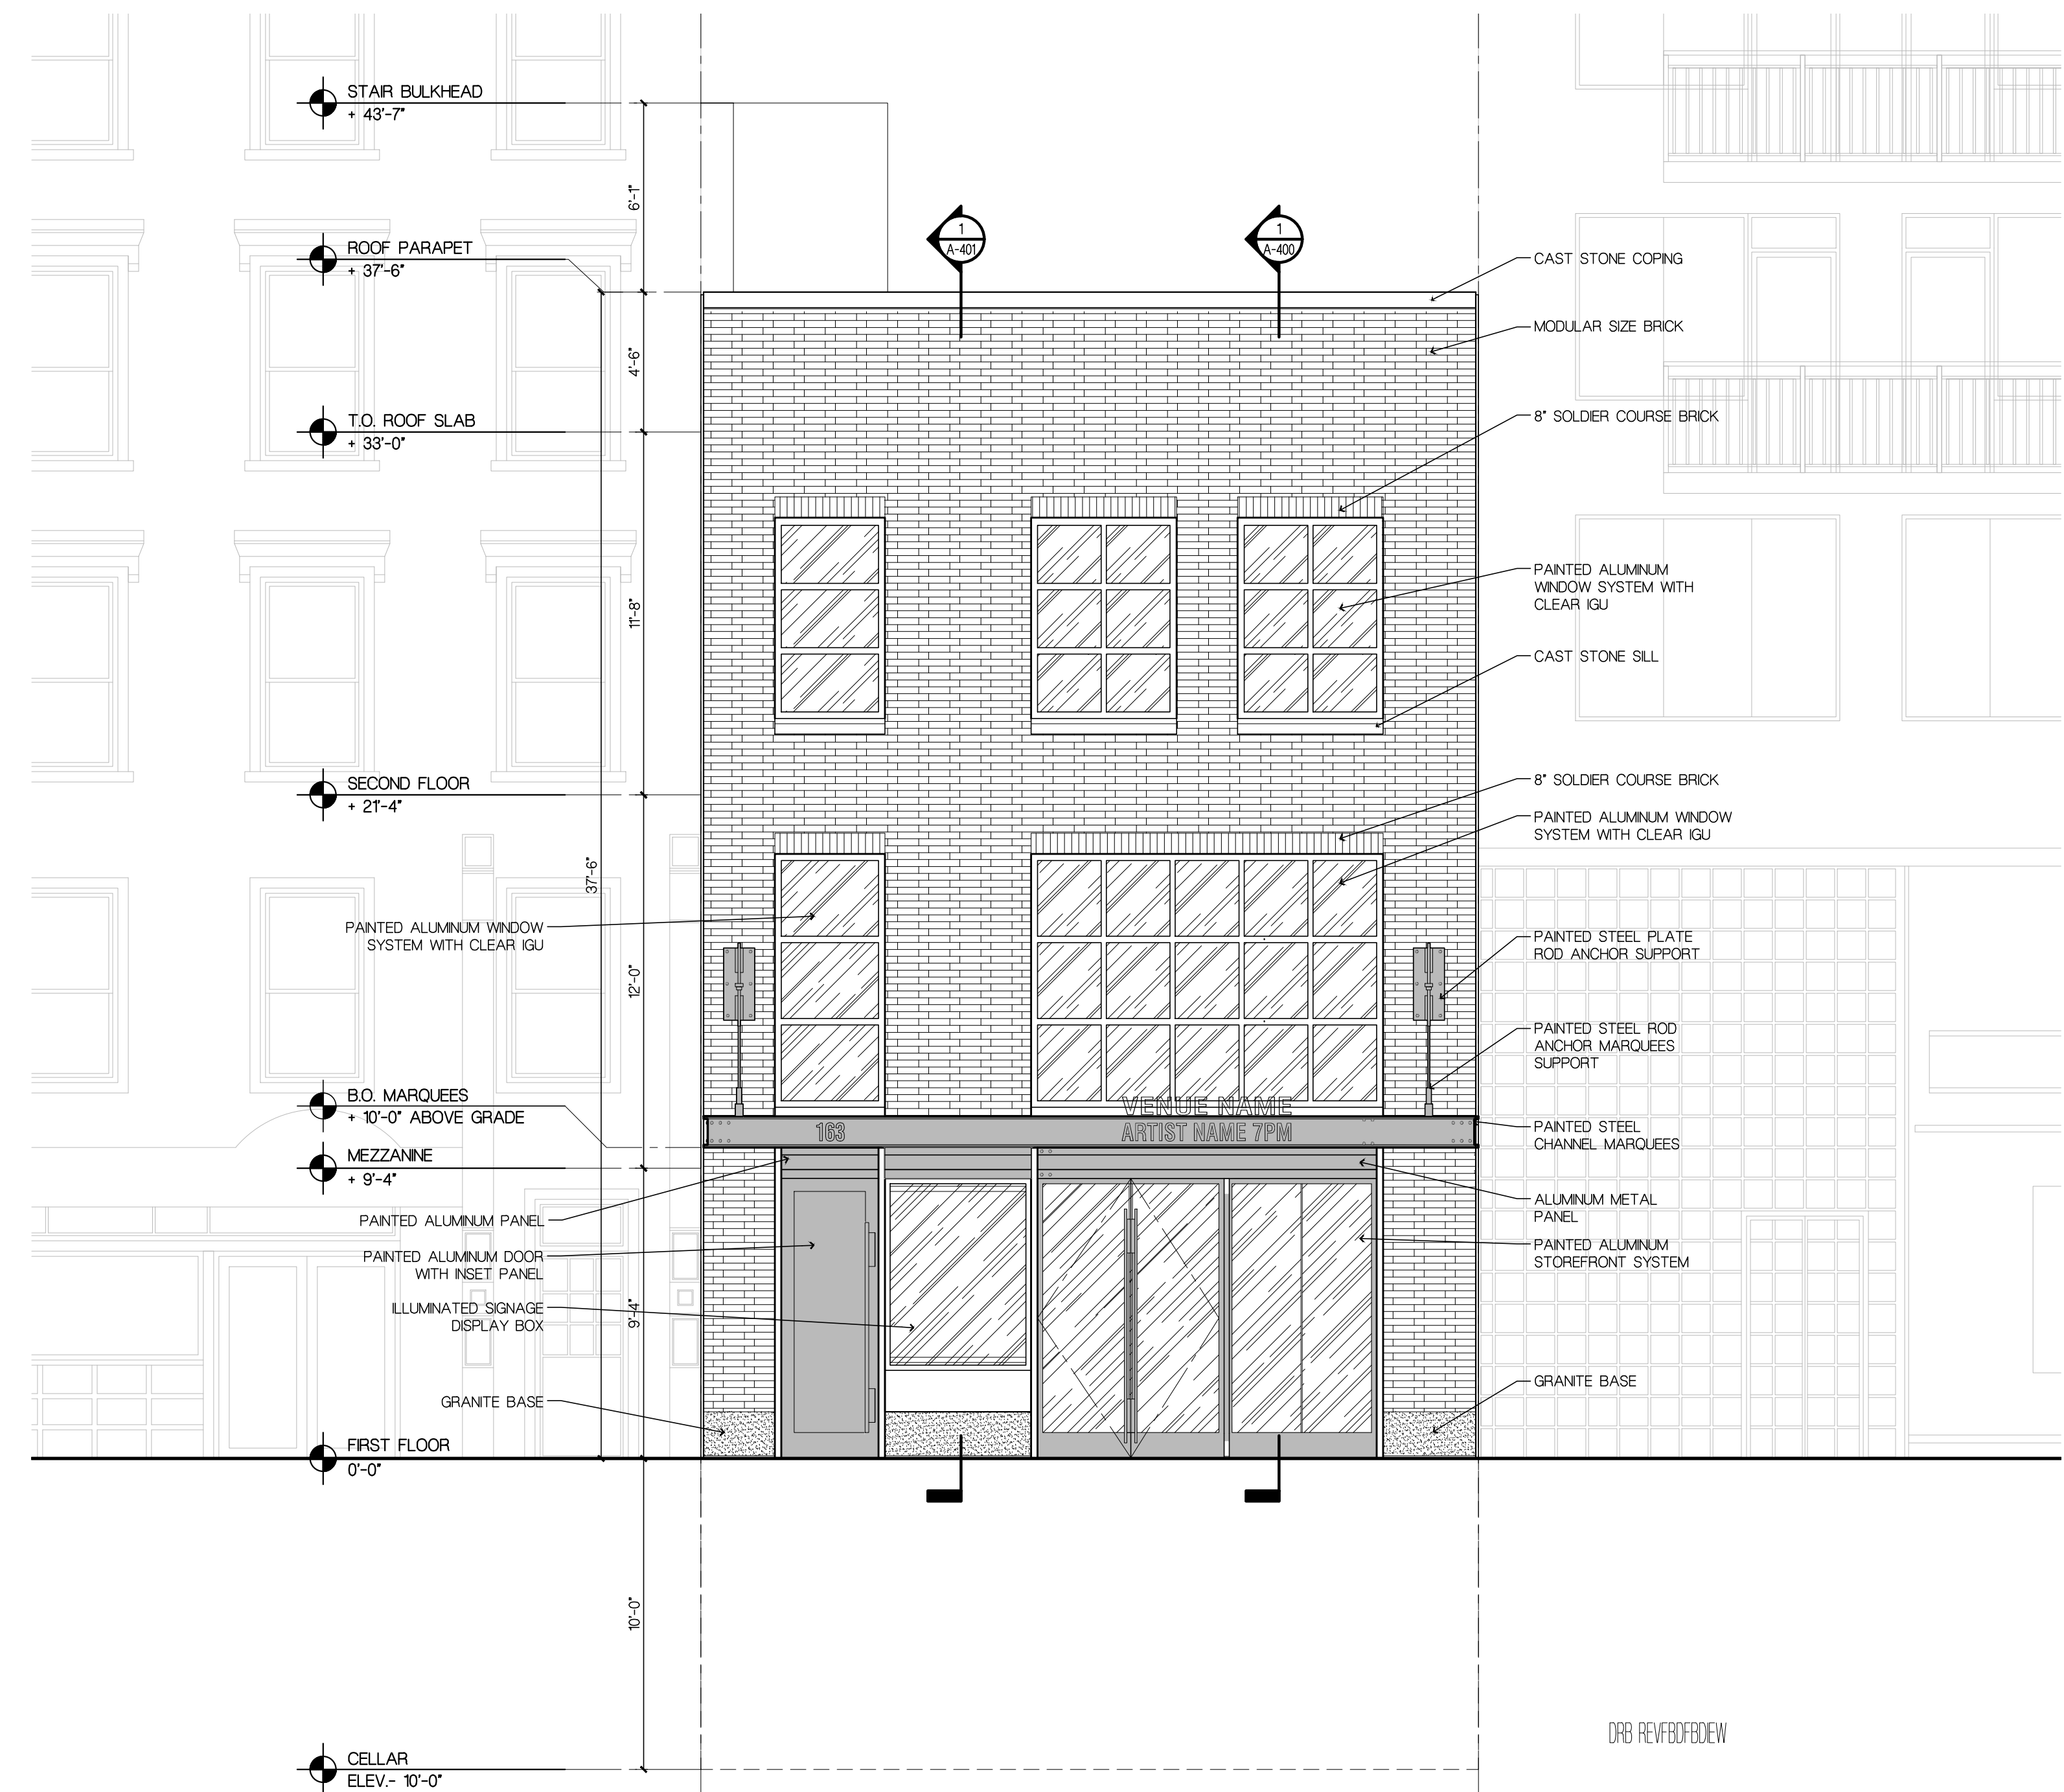 STAIR BULKHEAD
+ 43'-7"
6'-1"
ROOF PARAPET
+ 37'-6"
4'-6"
T.O. ROOF SLAB
+ 33'-0"
11'-8"
SECOND FLOOR
+ 21'-4"
37'-6"
PAINTED ALUMINUM WINDOW
SYSTEM WITH CLEAR IGU
12'-0"
B.O. MARQUEES
+ 10'-0" ABOVE GRADE
MEZZANINE
+ 9'-4"
PAINTED ALUMINUM PANEL
PAINTED ALUMINUM DOOR
WITH INSET PANEL
ILLUMINATED SIGNAGE
DISPLAY BOX
9'-4"
GRANITE BASE
FIRST FLOOR
0'-0"
10'-0"
CELLAR
ELEV.- 10'-0"
1
A-401
1
A-400
VENUE NAME
163
ARTIST NAME 7PM
CAST STONE COPING
MODULAR SIZE BRICK
8" SOLDIER COURSE BRICK
PAINTED ALUMINUM
WINDOW SYSTEM WITH
CLEAR IGU
CAST STONE SILL
8" SOLDIER COURSE BRICK
PAINTED ALUMINUM WINDOW
SYSTEM WITH CLEAR IGU
PAINTED STEEL PLATE
ROD ANCHOR SUPPORT
PAINTED STEEL ROD
ANCHOR MARQUEES
SUPPORT
PAINTED STEEL
CHANNEL MARQUEES
ALUMINUM METAL
PANEL
PAINTED ALUMINUM
STOREFRONT SYSTEM
GRANITE BASE
DRB REVFBDFBDIEW